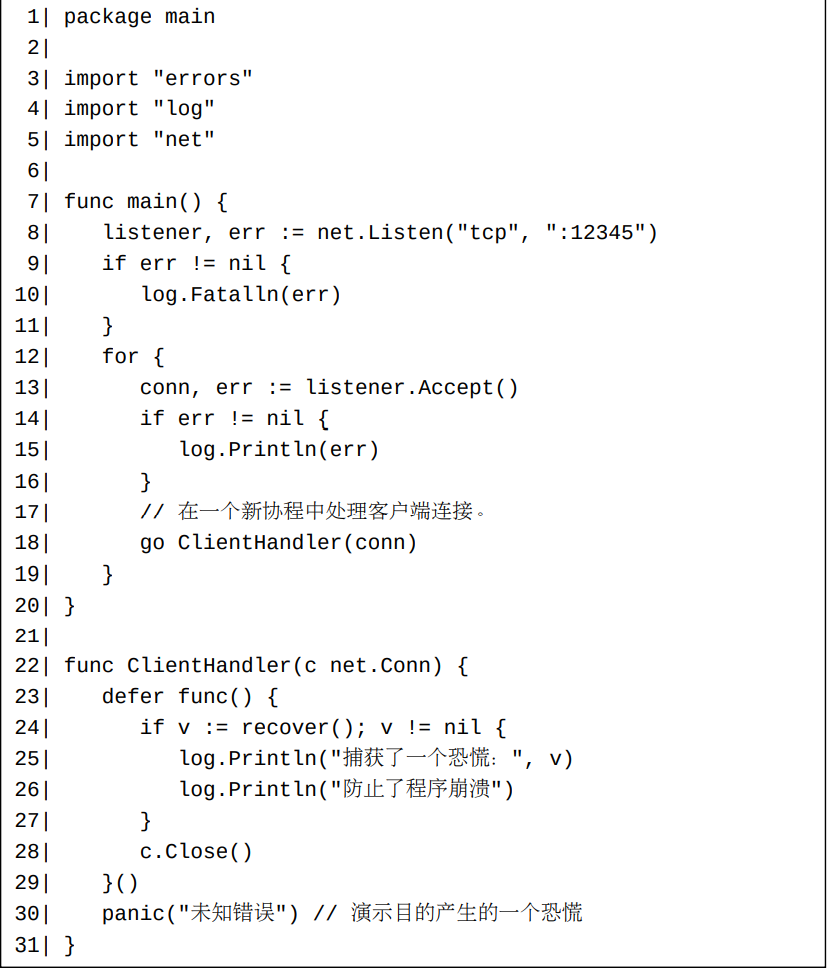 1| package main
 2|
 3| import "errors"
 4| import "log"
 5| import "net"
 6|
 7| func main() {
 8|    listener, err := net.Listen("tcp", ":12345")
 9|    if err != nil {
10|       log.Fatalln(err)
11|    }
12|    for {
13|       conn, err := listener.Accept()
14|       if err != nil {
15|          log.Println(err)
16|       }
17|       // 在一个新协程中处理客户端连接。
18|       go ClientHandler(conn)
19|    }
20| }
21|
22| func ClientHandler(c net.Conn) {
23|    defer func() {
24|       if v := recover(); v != nil {
25|          log.Println("捕获了一个恐慌：", v)
26|          log.Println("防止了程序崩溃")
27|       }
28|       c.Close()
29|    }()
30|    panic("未知错误") // 演示目的产生的一个恐慌
31| }